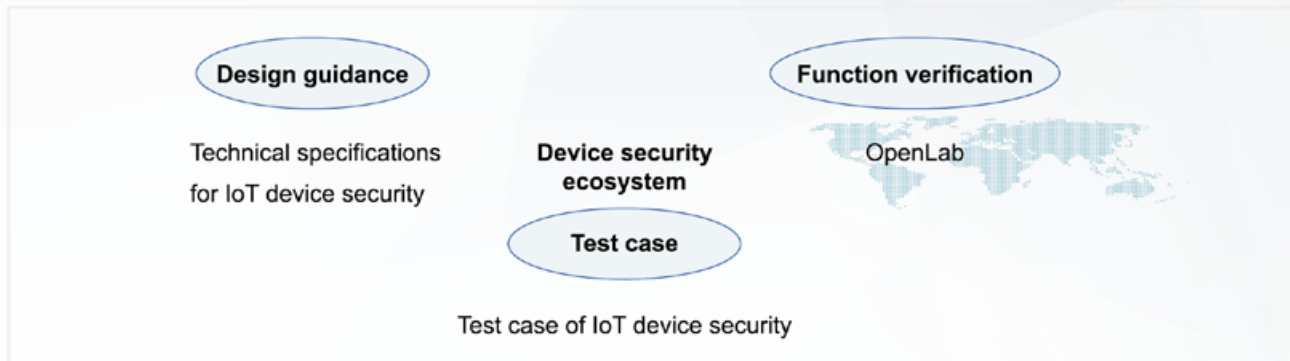 Design guidance
Function verification
Technical specifications
for IoT device security
Device security
ecosystem
OpenLab
Test case
Test case of IoT device security